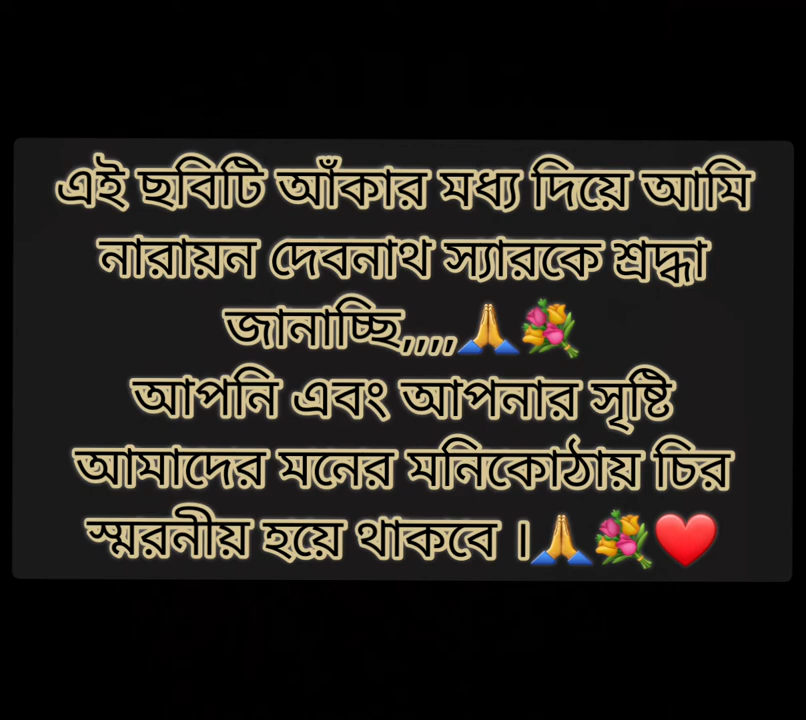 এই ছবিটি আঁকার মধ্য দিয়ে আমি
নারায়ন দেবনাথ স্যারকে শ্রদ্ধা
জানাচ্ছি,,,,🙏💐
আপনি এবং আপনার সৃষ্টি
আমাদের মনের মনিকোঠায় চির
স্মরনীয় হয়ে থাকবে ।🙏💐❤️